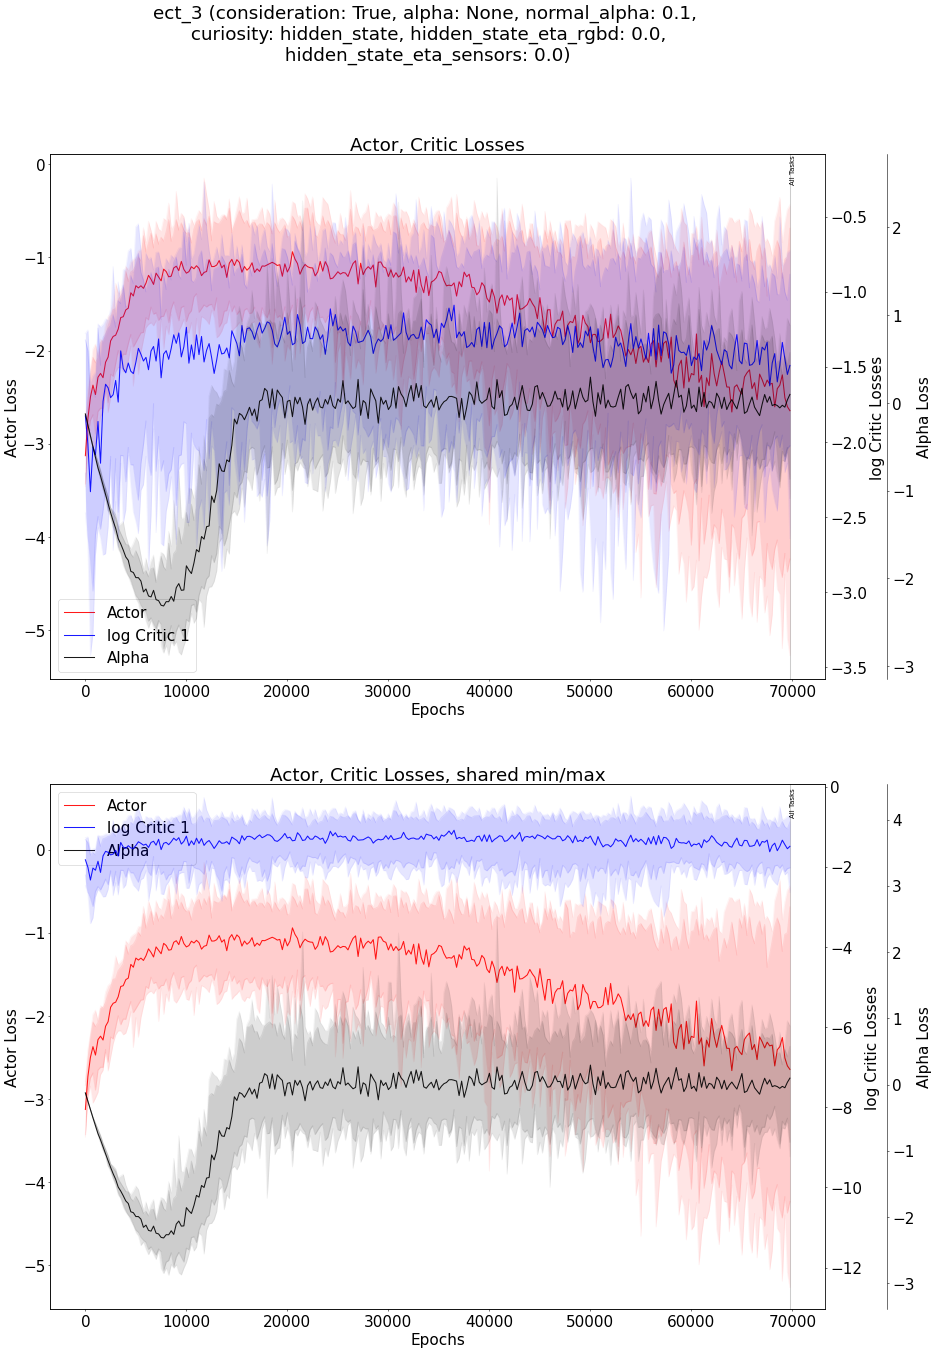 ect_3 (consideration: True, alpha: None, normal_alpha: 0.1,
curiosity: hidden_state, hidden_state_eta_rgbd: 0.0,
hidden_state_eta_sensors: 0.0)
Actor, Critic Losses
All Tasks
0
−1
−2
−3
−4
−5
Actor Loss
−0.5
−1.0
−1.5
−2.0
−2.5
−3.0
−3.5
log Critic Losses
2
1
0
−1
−2
−3
Alpha Loss
Actor
log Critic 1
Alpha
0 10000 20000 30000 40000 50000 60000 70000
Epochs
Actor, Critic Losses, shared min/max
All Tasks
Actor
log Critic 1
Alpha
0
−1
−2
−3
−4
−5
Actor Loss
0
−2
−4
−6
−8
−10
−12
log Critic Losses
4
3
2
1
0
−1
−2
−3
Alpha Loss
0 10000 20000 30000 40000 50000 60000 70000
Epochs